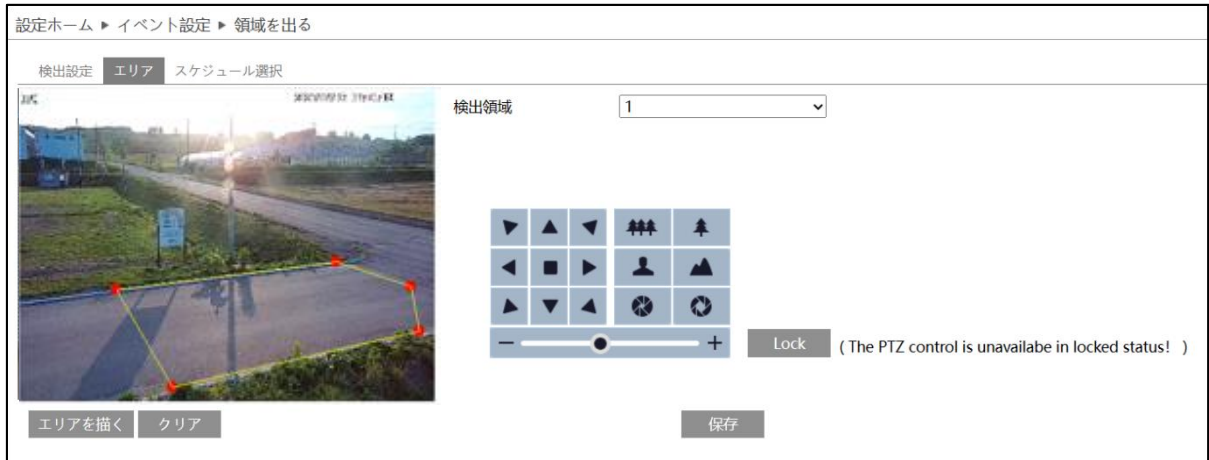 設定ホーム ▶ イベント設定 ▶ 領域を出る
検出設定 エリア スケジュール選択
検出領域 1
Lock ( The PTZ control is unavailabe in locked status! )
エリアを描く クリア 保存